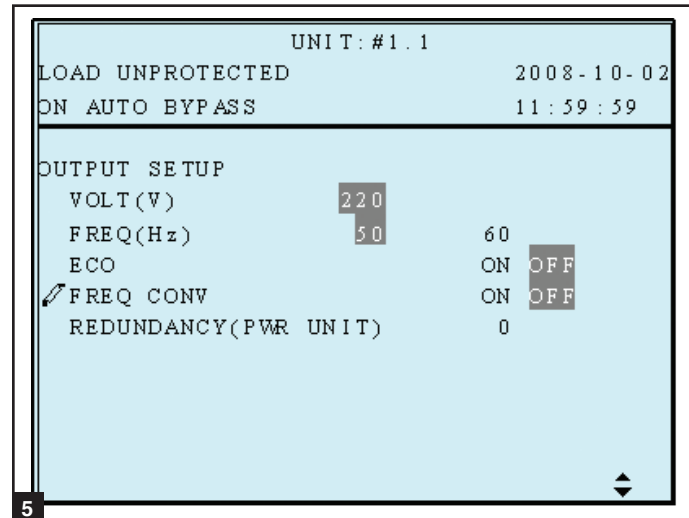 UNIT:#1.1
LOAD UNPROTECTED 2008-10-02
ON AUTO BYPASS 11:59:59
OUTPUT SETUP
VOLT(V) 220
FREQ(Hz) 50 60
ECO ON OFF
FREQ CONV ON OFF
REDUNDANCY(PWR UNIT) 0
5